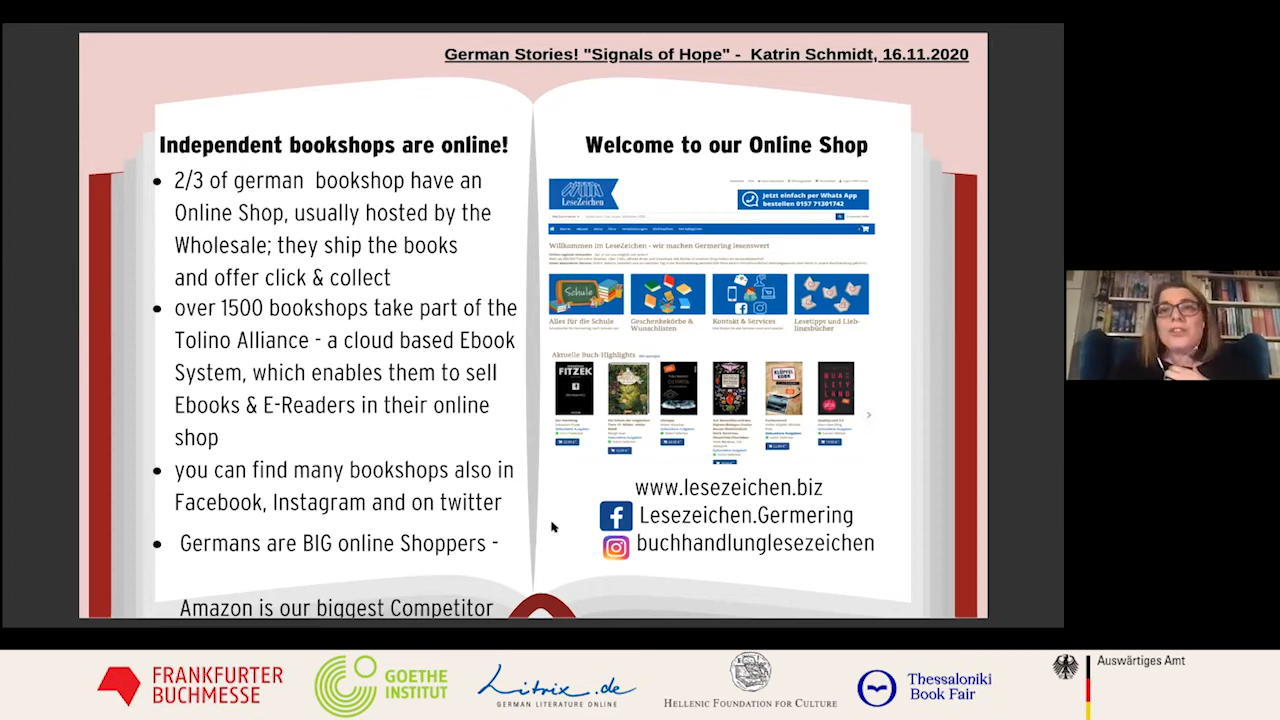 German Stories! "Signals of Hope" - Katrin Schmidt, 16.11.2020
Independent bookshops are online!
• 2/3 of german bookshop have an
Online Shop, usually hosted by the
Wholesale; they ship the books
and offer click & collect
• over 1500 bookshops take part of the
Tolino Alliance - a cloud based Ebook
System, which enables them to sell
Ebooks & E-Readers in their online
shop
• you can find many bookshops also in
Facebook, Instagram and on twitter
• Germans are BIG online Shoppers -
Amazon is our biggest Competitor
Welcome to our Online Shop
LeseZeichen
Jetzt einfach per Whats App
bestellen 0157 71301742
Willkommen im LeseZeichen - wir machen Germering lesenswert
Schule
Alles für die Schule
Geschenkekörbe &
Wunschlisten
Kontakt & Services
Lesetipps und Lieb-
lingsbücher
Aktuelle Buch-Highlights
FITZEK
OLYMPIA
KLÜPFEL
KOBR
QUA
LITY
LAND
www.lesezeichen.biz
Lesezeichen.Germering
buchhandlunglesezeichen
FRANKFURTER
BUCHMESSE
GOETHE
INSTITUT
Litrix.de
GERMAN LITERATURE ONLINE
HELLENIC FOUNDATION FOR CULTURE
Thessaloniki
Book Fair
Auswärtiges Amt